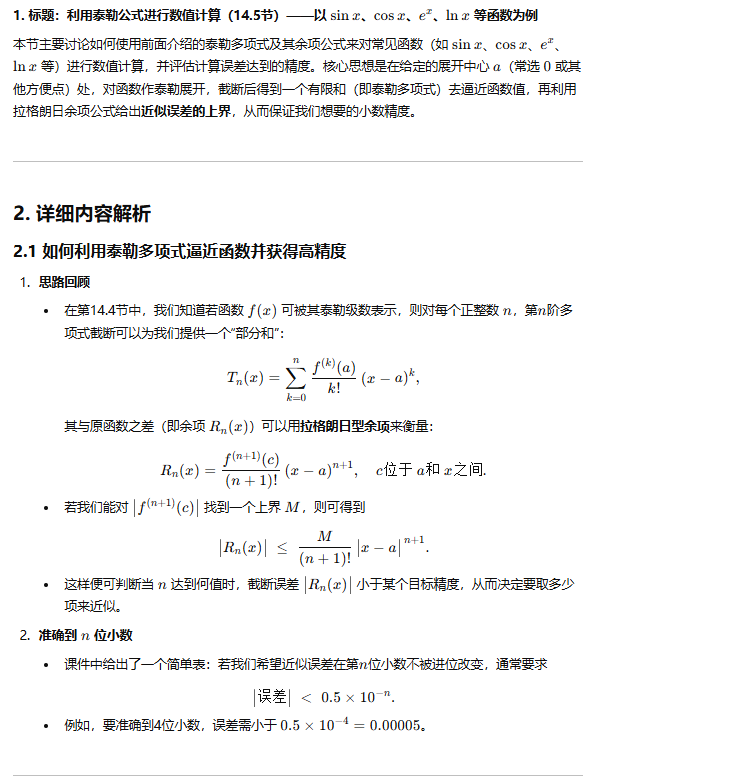 1. 标题：利用泰勒公式进行数值计算（14.5节）——以 sin x、cos x、e^x、ln x 等函数为例
本节主要讨论如何使用前面介绍的泰勒多项式及其余项公式来对常见函数（如 sin x、cos x、e^x、
ln x 等）进行数值计算，并评估计算误差达到的精度。核心思想是在给定的展开中心 a（常选 0 或其
他方便点）处，对函数作泰勒展开，截断后得到一个有限和（即泰勒多项式）去逼近函数值，再利用
拉格朗日余项公式给出近似误差的上界，从而保证我们想要的小数精度。
2. 详细内容解析
2.1 如何利用泰勒多项式逼近函数并获得高精度
1. 思路回顾
• 在第14.4节中，我们知道若函数 f(x) 可被其泰勒级数表示，则对每个正整数 n，第n阶多
项式截断可以为我们提供一个“部分和”：
T_n(x) = ∑_{k=0}^{n} f^{(k)}(a)/k! (x − a)^k,
其与原函数之差（即余项 R_n(x)）可以用拉格朗日型余项来衡量：
R_n(x) = f^{(n+1)}(c)/(n + 1)! (x − a)^{n+1}, c位于 a和 x之间.
• 若我们能对 |f^{(n+1)}(c)| 找到一个上界 M，则可得到
|R_n(x)| ≤ M/(n + 1)! |x − a|^{n+1}.
• 这样便可判断当 n 达到何值时，截断误差 |R_n(x)| 小于某个目标精度，从而决定要取多少
项来近似。
2. 准确到 n 位小数
• 课件中给出了一个简单表：若我们希望近似误差在第n位小数不被进位改变，通常要求
|误差| < 0.5 × 10^{−n}.
• 例如，要准确到4位小数，误差需小于 0.5 × 10^{−4} = 0.00005。